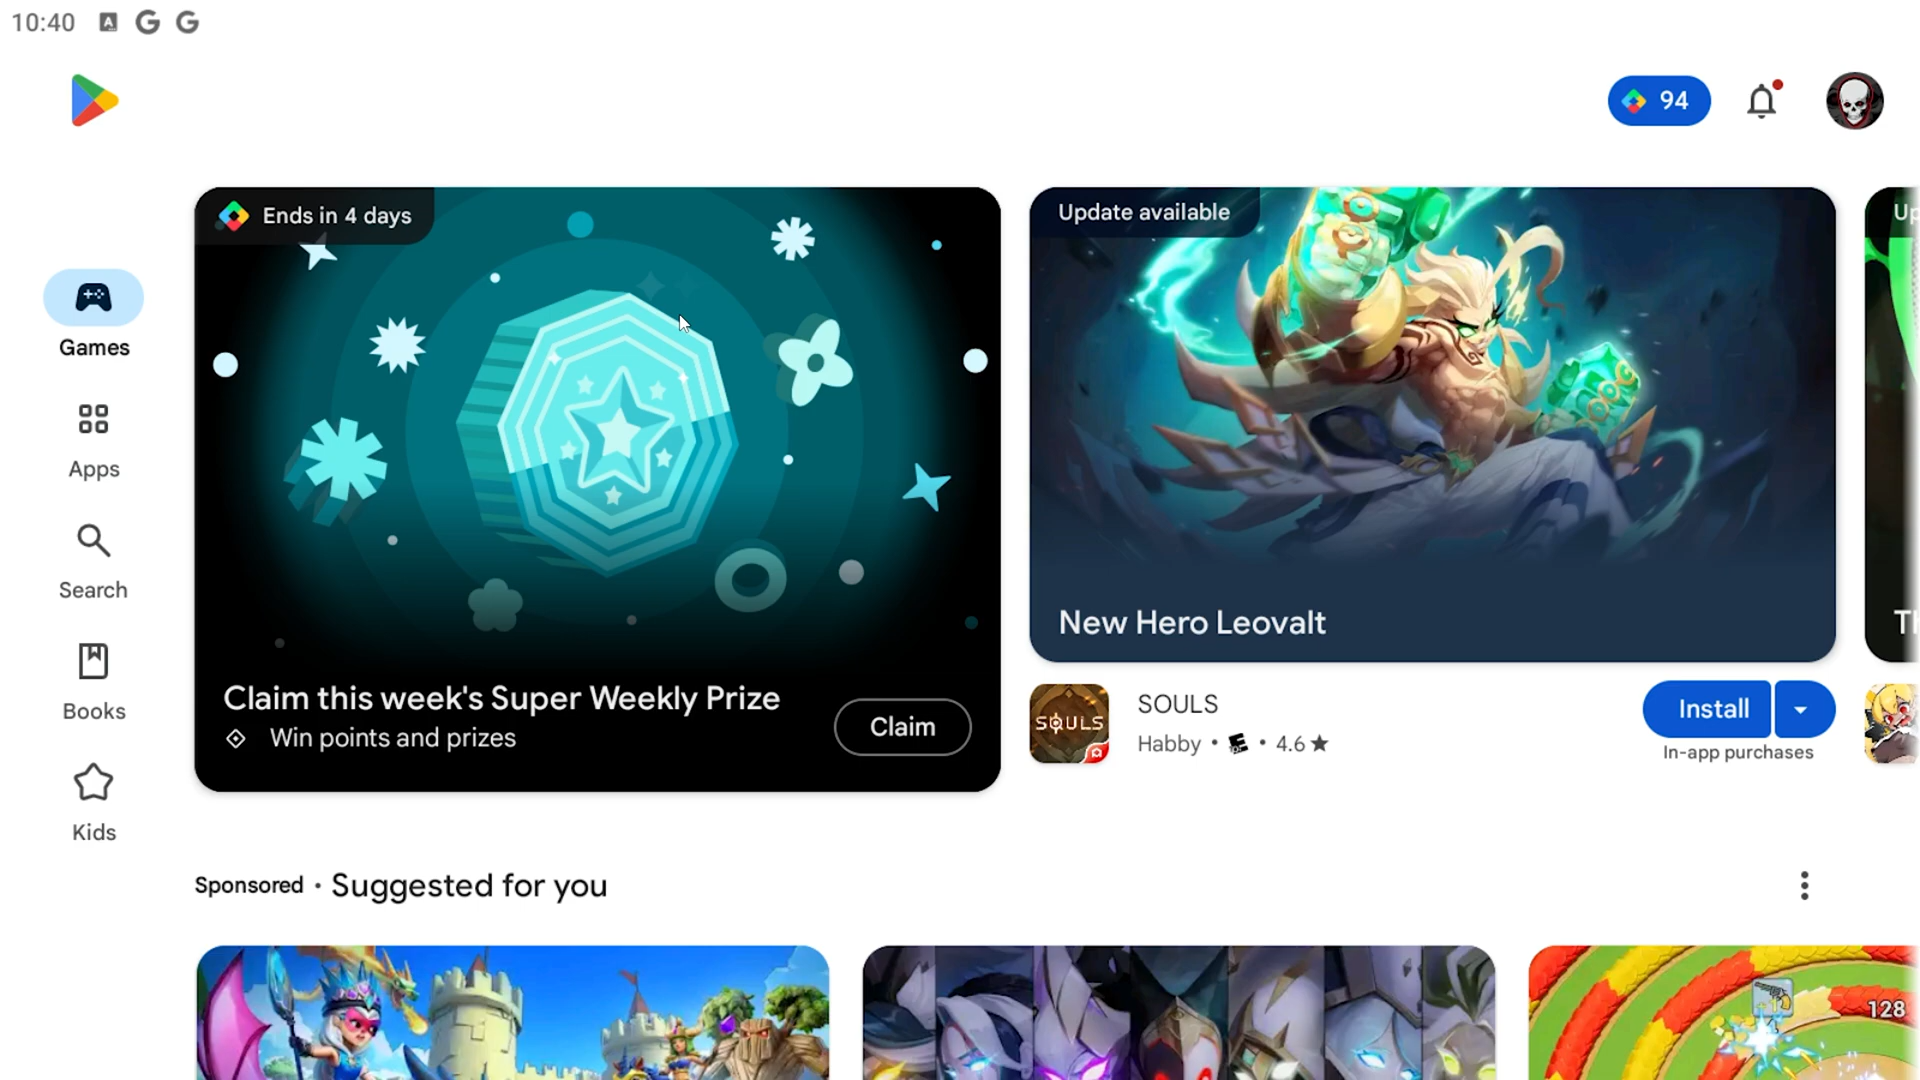 10:40
94
Ends in 4 days
Claim this week's Super Weekly Prize
Win points and prizes
Claim
Update available
New Hero Leovalt
SOULS
SOULS
Habby • E • 4.6 ★
Install
In-app purchases
Up
Th
Games
Apps
Search
Books
Kids
Sponsored • Suggested for you
128